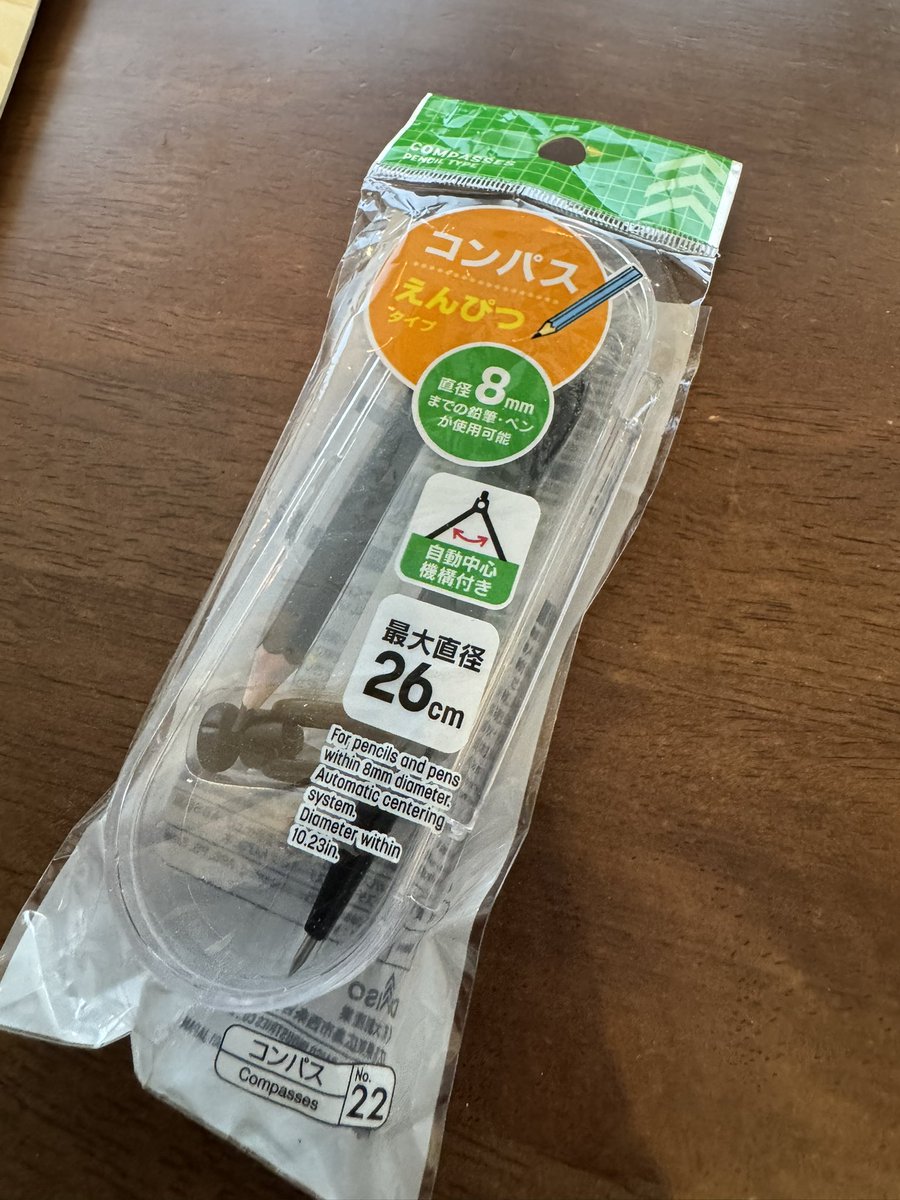 COMPASSES
PENCIL TYPE
コンパス
えんぴつ
タイプ
直径8mm
までの鉛筆・ペン
が使用可能
自動中心
機構付き
最大直径
26cm
For pencils and pens
within 8mm diameter.
Automatic centering
system.
Diameter within
10.23in.
コンパス
Compasses
No.
22